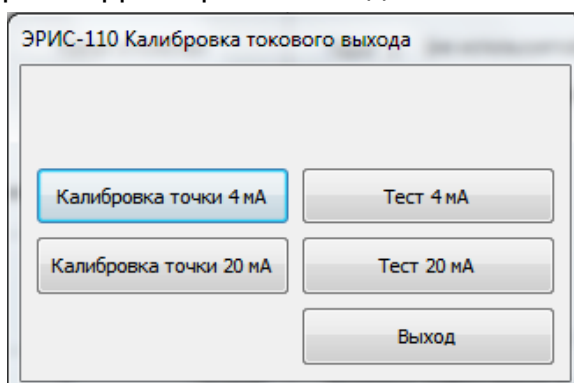 ЭРИС-110 Калибровка токового выхода
Калибровка точки 4 мА
Тест 4 мА
Калибровка точки 20 мА
Тест 20 мА
Выход